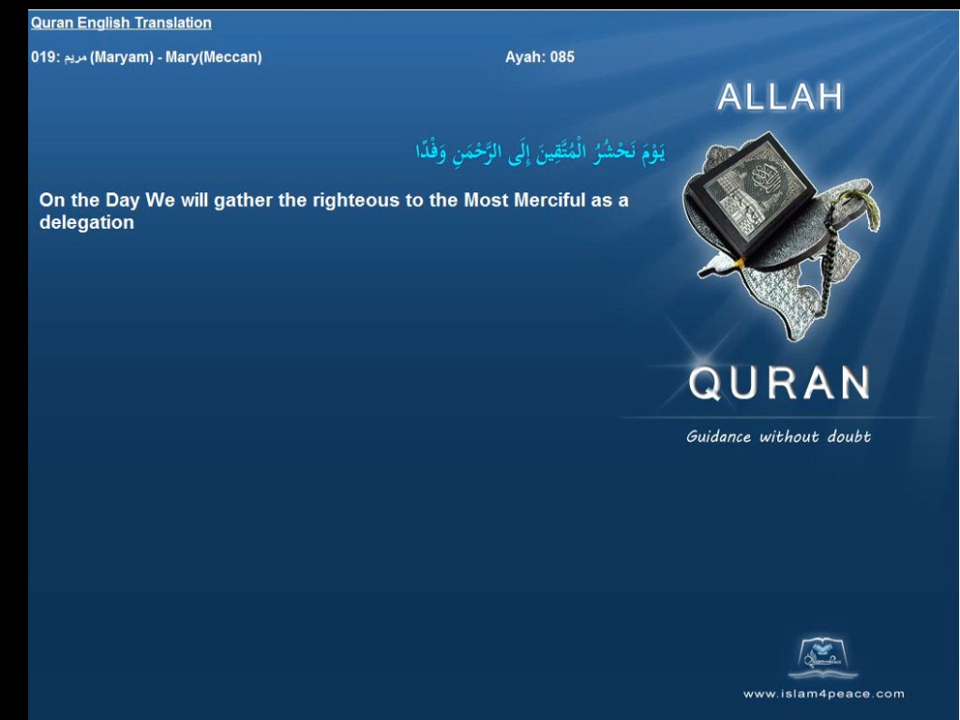 Quran English Translation
019: مريم (Maryam) - Mary(Meccan) Ayah: 085
ALLAH
يَوْمَ نَحْشُرُ الْمُتَّقِينَ إِلَى الرَّحْمَنِ وَفْدًا
On the Day We will gather the righteous to the Most Merciful as a
delegation
QURAN
Guidance without doubt
www.islam4peace.com